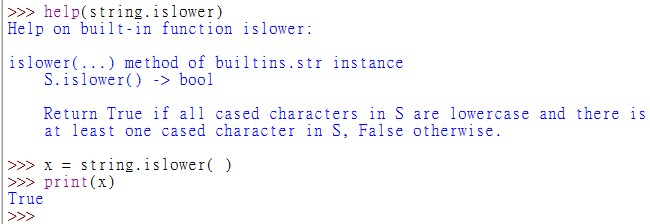 >>> help(string.islower)
Help on built-in function islower:

islower(...) method of builtins.str instance
    S.islower() -> bool

    Return True if all cased characters in S are lowercase and there is
    at least one cased character in S, False otherwise.

>>> x = string.islower( )
>>> print(x)
True
>>>